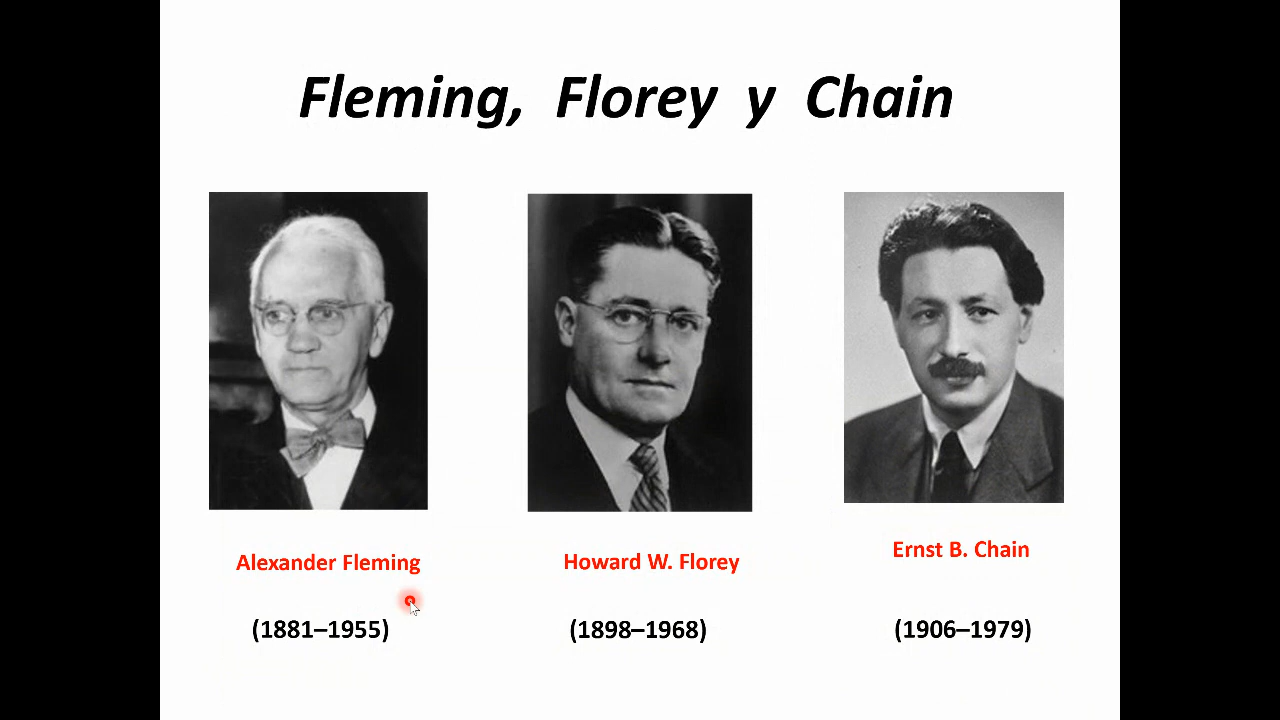 Fleming, Florey y Chain
Alexander Fleming
Howard W. Florey
Ernst B. Chain
(1881–1955)
(1898–1968)
(1906–1979)